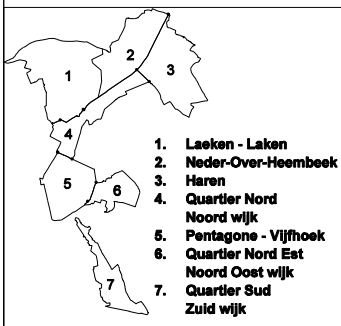 1
2
3
4
5
6
7
1. Laeken - Laken
2. Neder-Over-Heembeek
3. Haren
4. Quartier Nord
Noord wijk
5. Pentagone - Vijfhoek
6. Quartier Nord Est
Noord Oost wijk
7. Quartier Sud
Zuid wijk